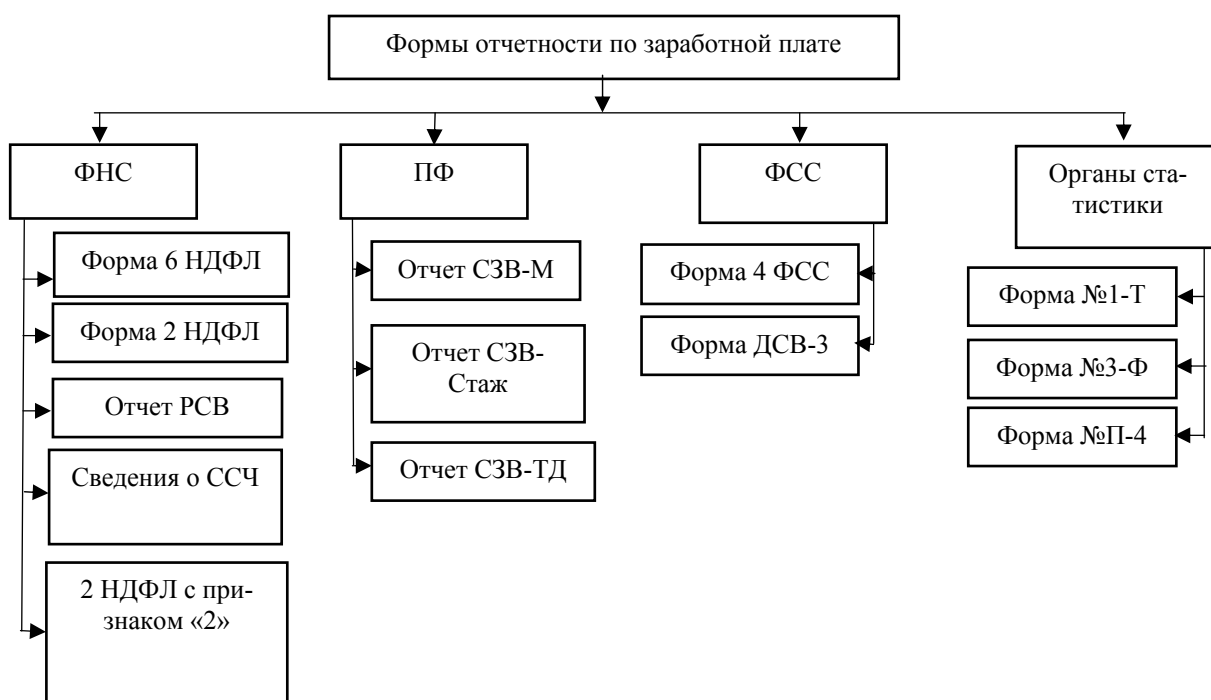 Формы отчетности по заработной плате
ФНС
ПФ
ФСС
Органы ста-
тистики
Форма 6 НДФЛ
Форма 2 НДФЛ
Отчет РСВ
Сведения о ССЧ
2 НДФЛ с при-
знаком «2»
Отчет СЗВ-М
Отчет СЗВ-
Стаж
Отчет СЗВ-ТД
Форма 4 ФСС
Форма ДСВ-3
Форма №1-Т
Форма №3-Ф
Форма №П-4